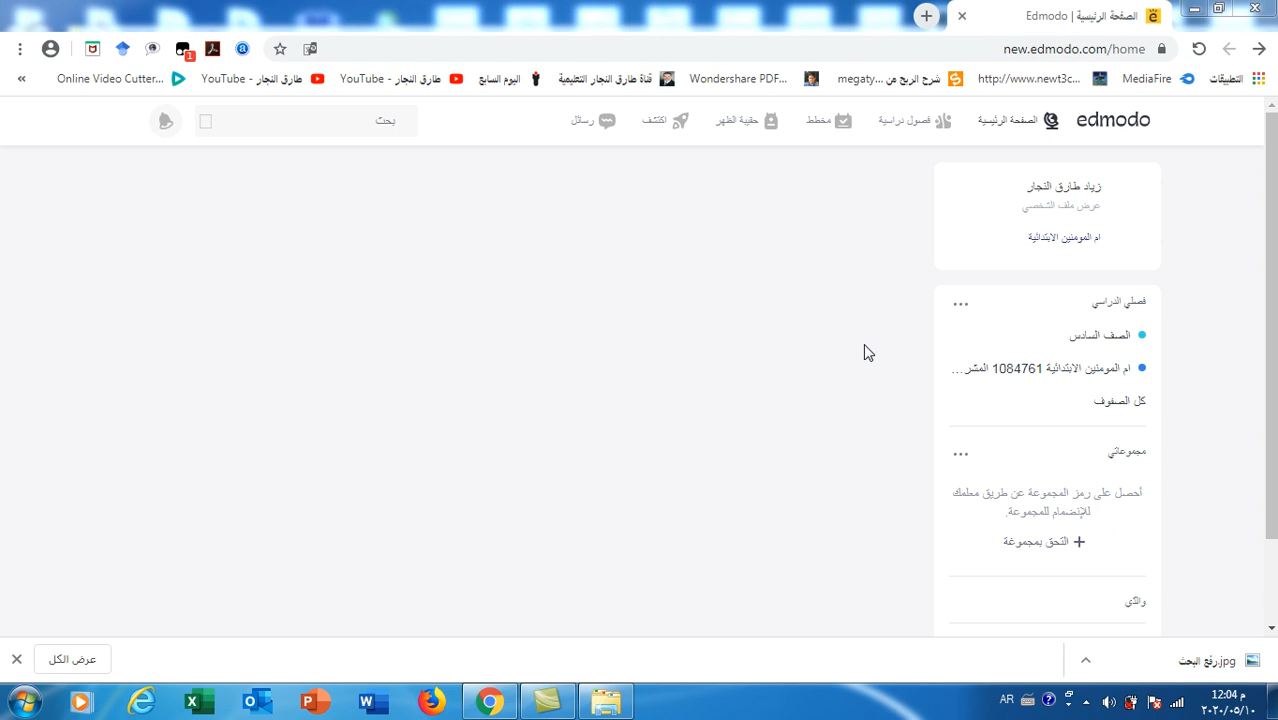 الصفحة الرئيسية | Edmodo
new.edmodo.com/home
التطبيقات
MediaFire
http://www.newt3c...
شرح الربح من megaty...
Wondershare PDF...
قناة طارق النجار التعليمية
اليوم السابع
طارق النجار - YouTube
طارق النجار - YouTube
Online Video Cutter...
»
1
edmodo
الصفحة الرئيسية
فصول دراسية
مخطط
حقيبة الظهر
اكتشف
رسائل
بحث
زياد طارق النجار
عرض ملف الشخصي
ام المومنين الابتدائية
فصلي الدراسي
الصف السادس
ام المومنين الابتدائية 1084761 المشر...
كل الصفوف
مجموعاتي
أحصل على رمز المجموعة عن طريق معلمك
للإنضمام للمجموعة.
التحق بمجموعة
والدّي
رفع البحث.jpg
عرض الكل
AR
12:04 م
٢٠٢٠/٠٥/١٠